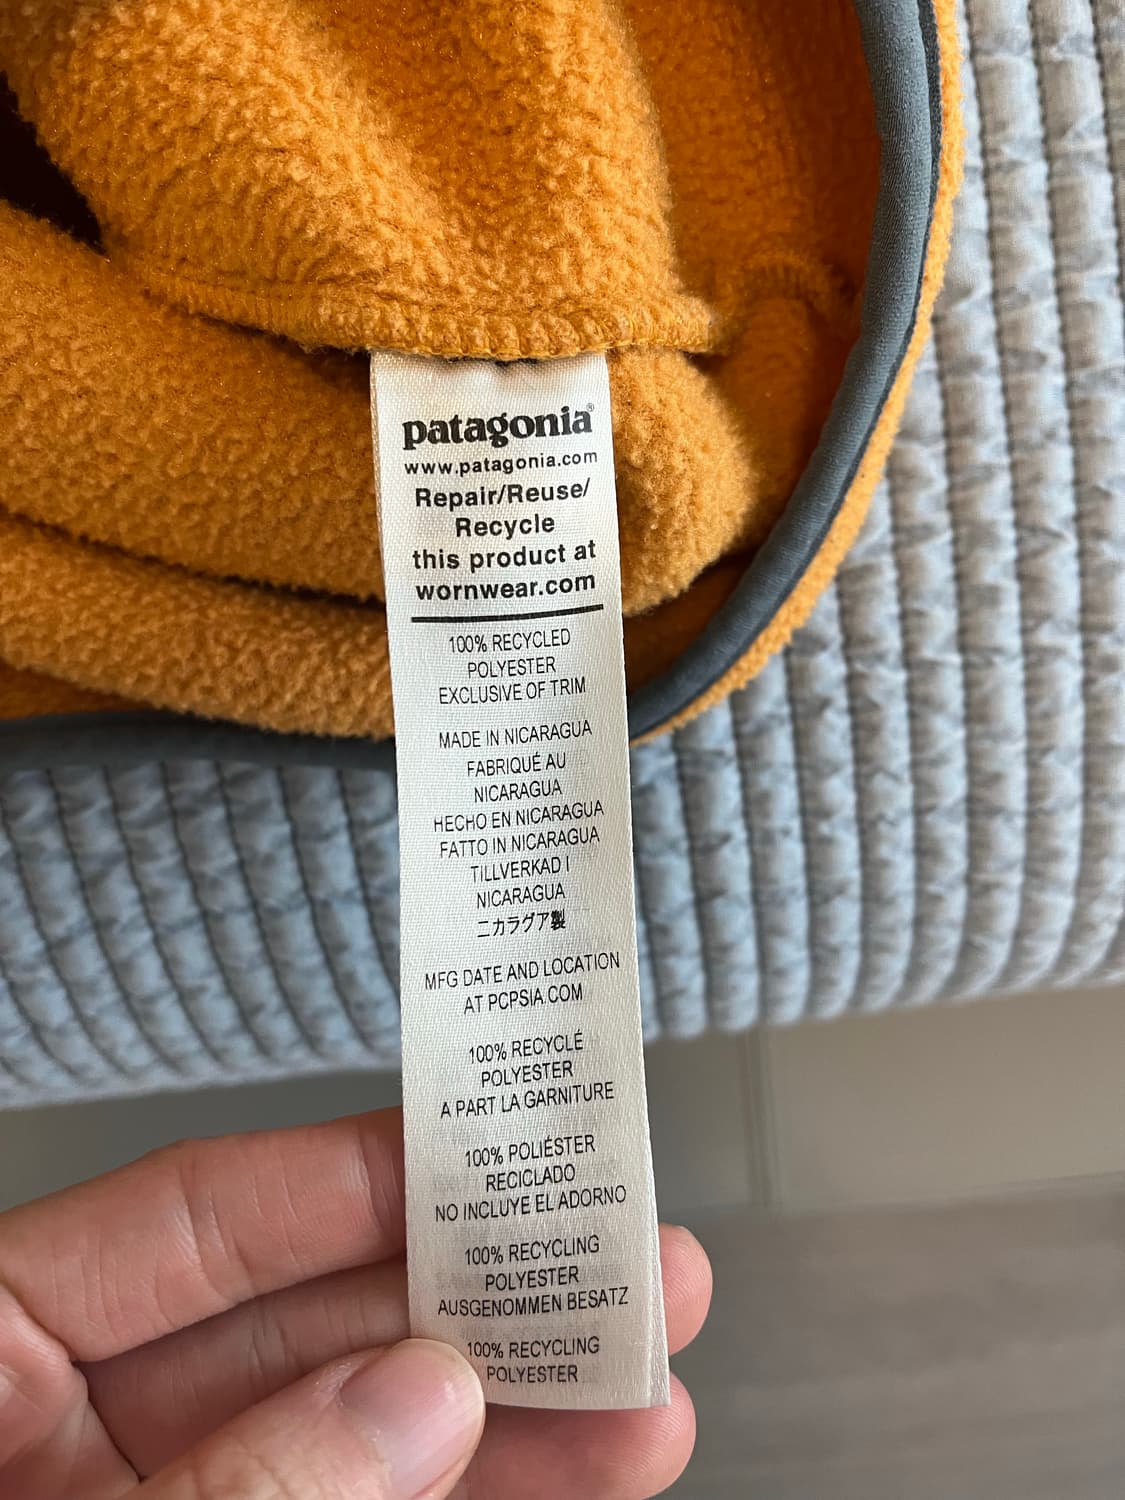 patagonia®
www.patagonia.com
Repair/Reuse/
Recycle
this product at
wornwear.com
100% RECYCLED
POLYESTER
EXCLUSIVE OF TRIM
MADE IN NICARAGUA
FABRIQUÉ AU
NICARAGUA
HECHO EN NICARAGUA
FATTO IN NICARAGUA
TILLVERKAD I
NICARAGUA
ニカラグア製
MFG DATE AND LOCATION
AT PCPSIA.COM
100% RECYCLÉ
POLYESTER
A PART LA GARNITURE
100% POLIÉSTER
RECICLADO
NO INCLUYE EL ADORNO
100% RECYCLING
POLYESTER
AUSGENOMMEN BESATZ
100% RECYCLING
POLYESTER